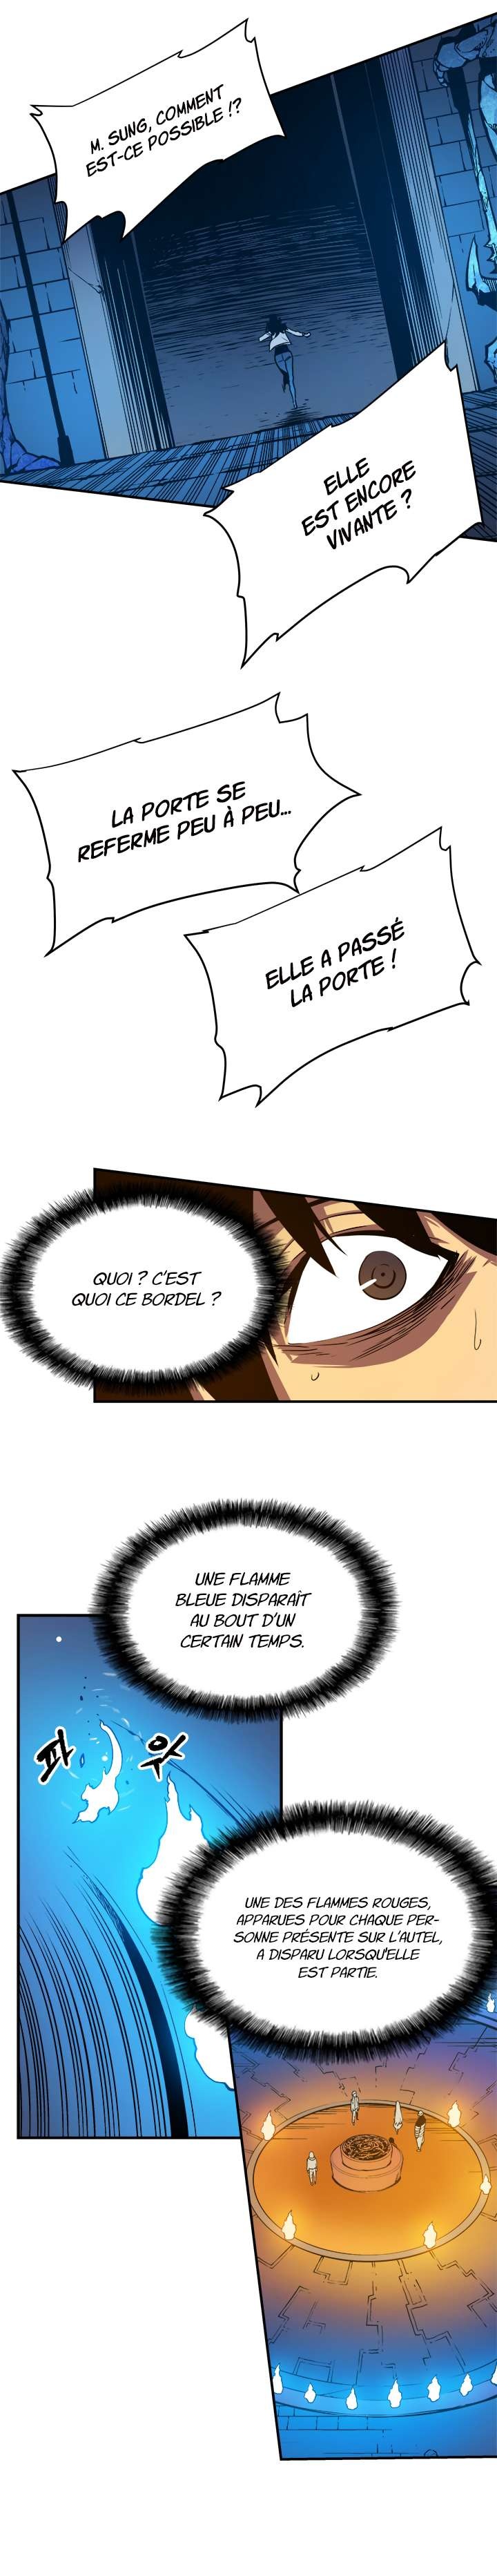 M. SUNG, COMMENT
EST-CE POSSIBLE !?
ELLE
EST ENCORE
VIVANTE ?
LA PORTE SE
REFERME PEU À PEU...
ELLE A PASSÉ
LA PORTE !
QUOI ? C'EST
QUOI CE BORDEL ?
UNE FLAMME
BLEUE DISPARAÎT
AU BOUT D'UN
CERTAIN TEMPS.
파 앗
UNE DES FLAMMES ROUGES,
APPARUES POUR CHAQUE PER-
SONNE PRÉSENTE SUR L'AUTEL,
A DISPARU LORSQU'ELLE
EST PARTIE.